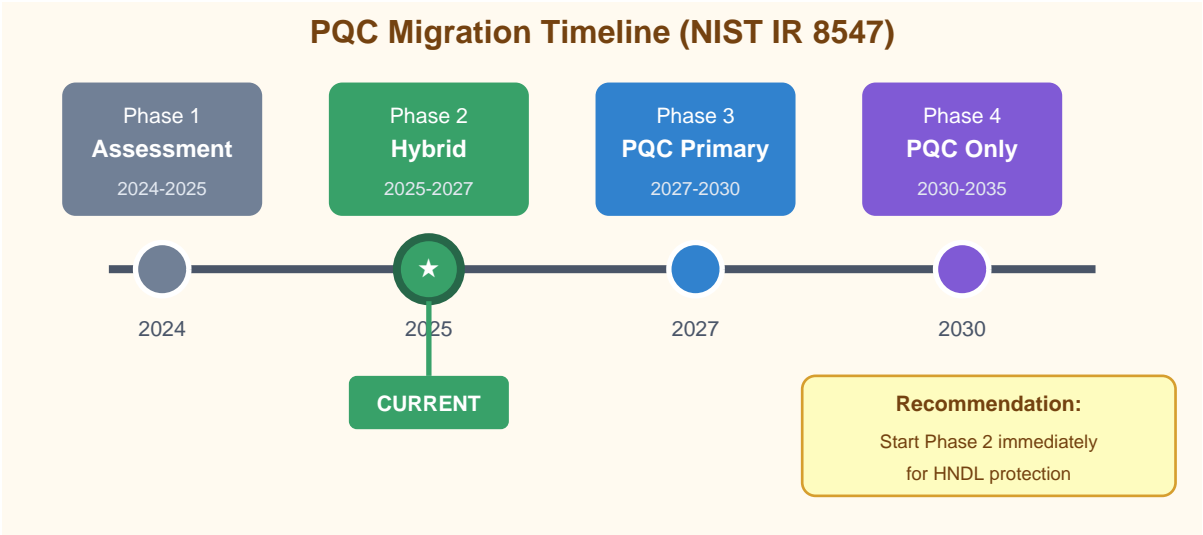 PQC Migration Timeline (NIST IR 8547)
Phase 1
Assessment
2024-2025
Phase 2
Hybrid
2025-2027
Phase 3
PQC Primary
2027-2030
Phase 4
PQC Only
2030-2035
2024
2025
2027
2030
CURRENT
Recommendation:
Start Phase 2 immediately
for HNDL protection